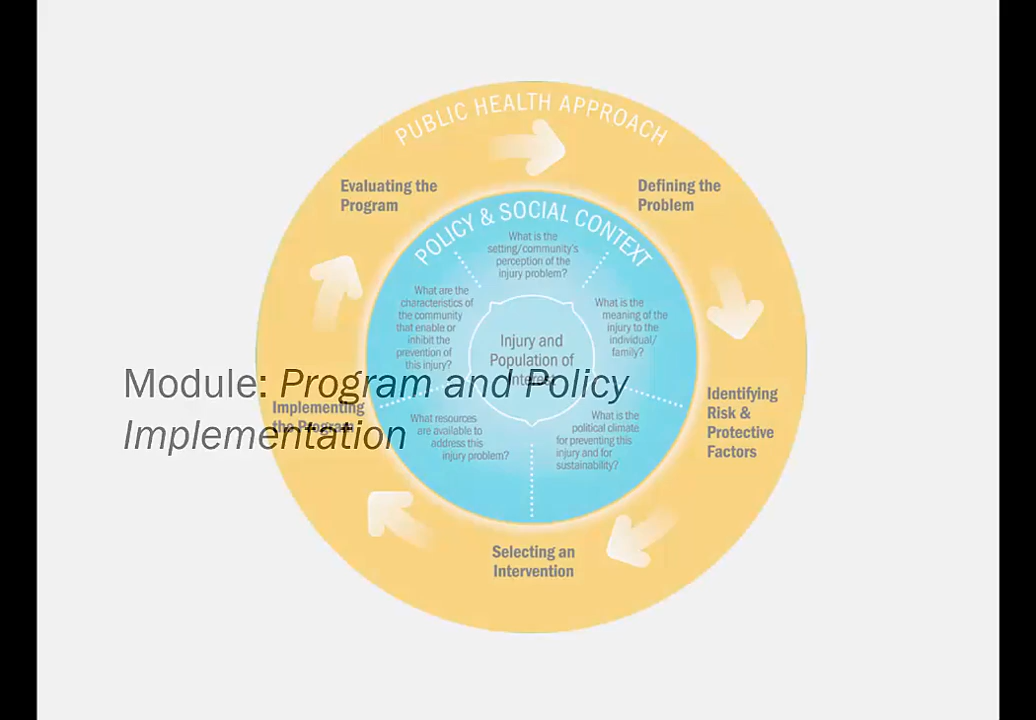 PUBLIC HEALTH APPROACH
Evaluating the
Program
Defining the
Problem
POLICY & SOCIAL CONTEXT
What is the
setting/community's
perception of the
injury problem?
What are the
characteristics of
the community
that enable or
inhibit the
prevention of
this injury?
What is the
meaning of the
injury to the
individual/
family?
Injury and
Population of
Interest
Module: Program and Policy
Implementation
Implementing
the Program
Identifying
Risk &
Protective
Factors
What resources
are available to
address this
injury problem?
What is the
political climate
for preventing this
injury and for
sustainability?
Selecting an
Intervention